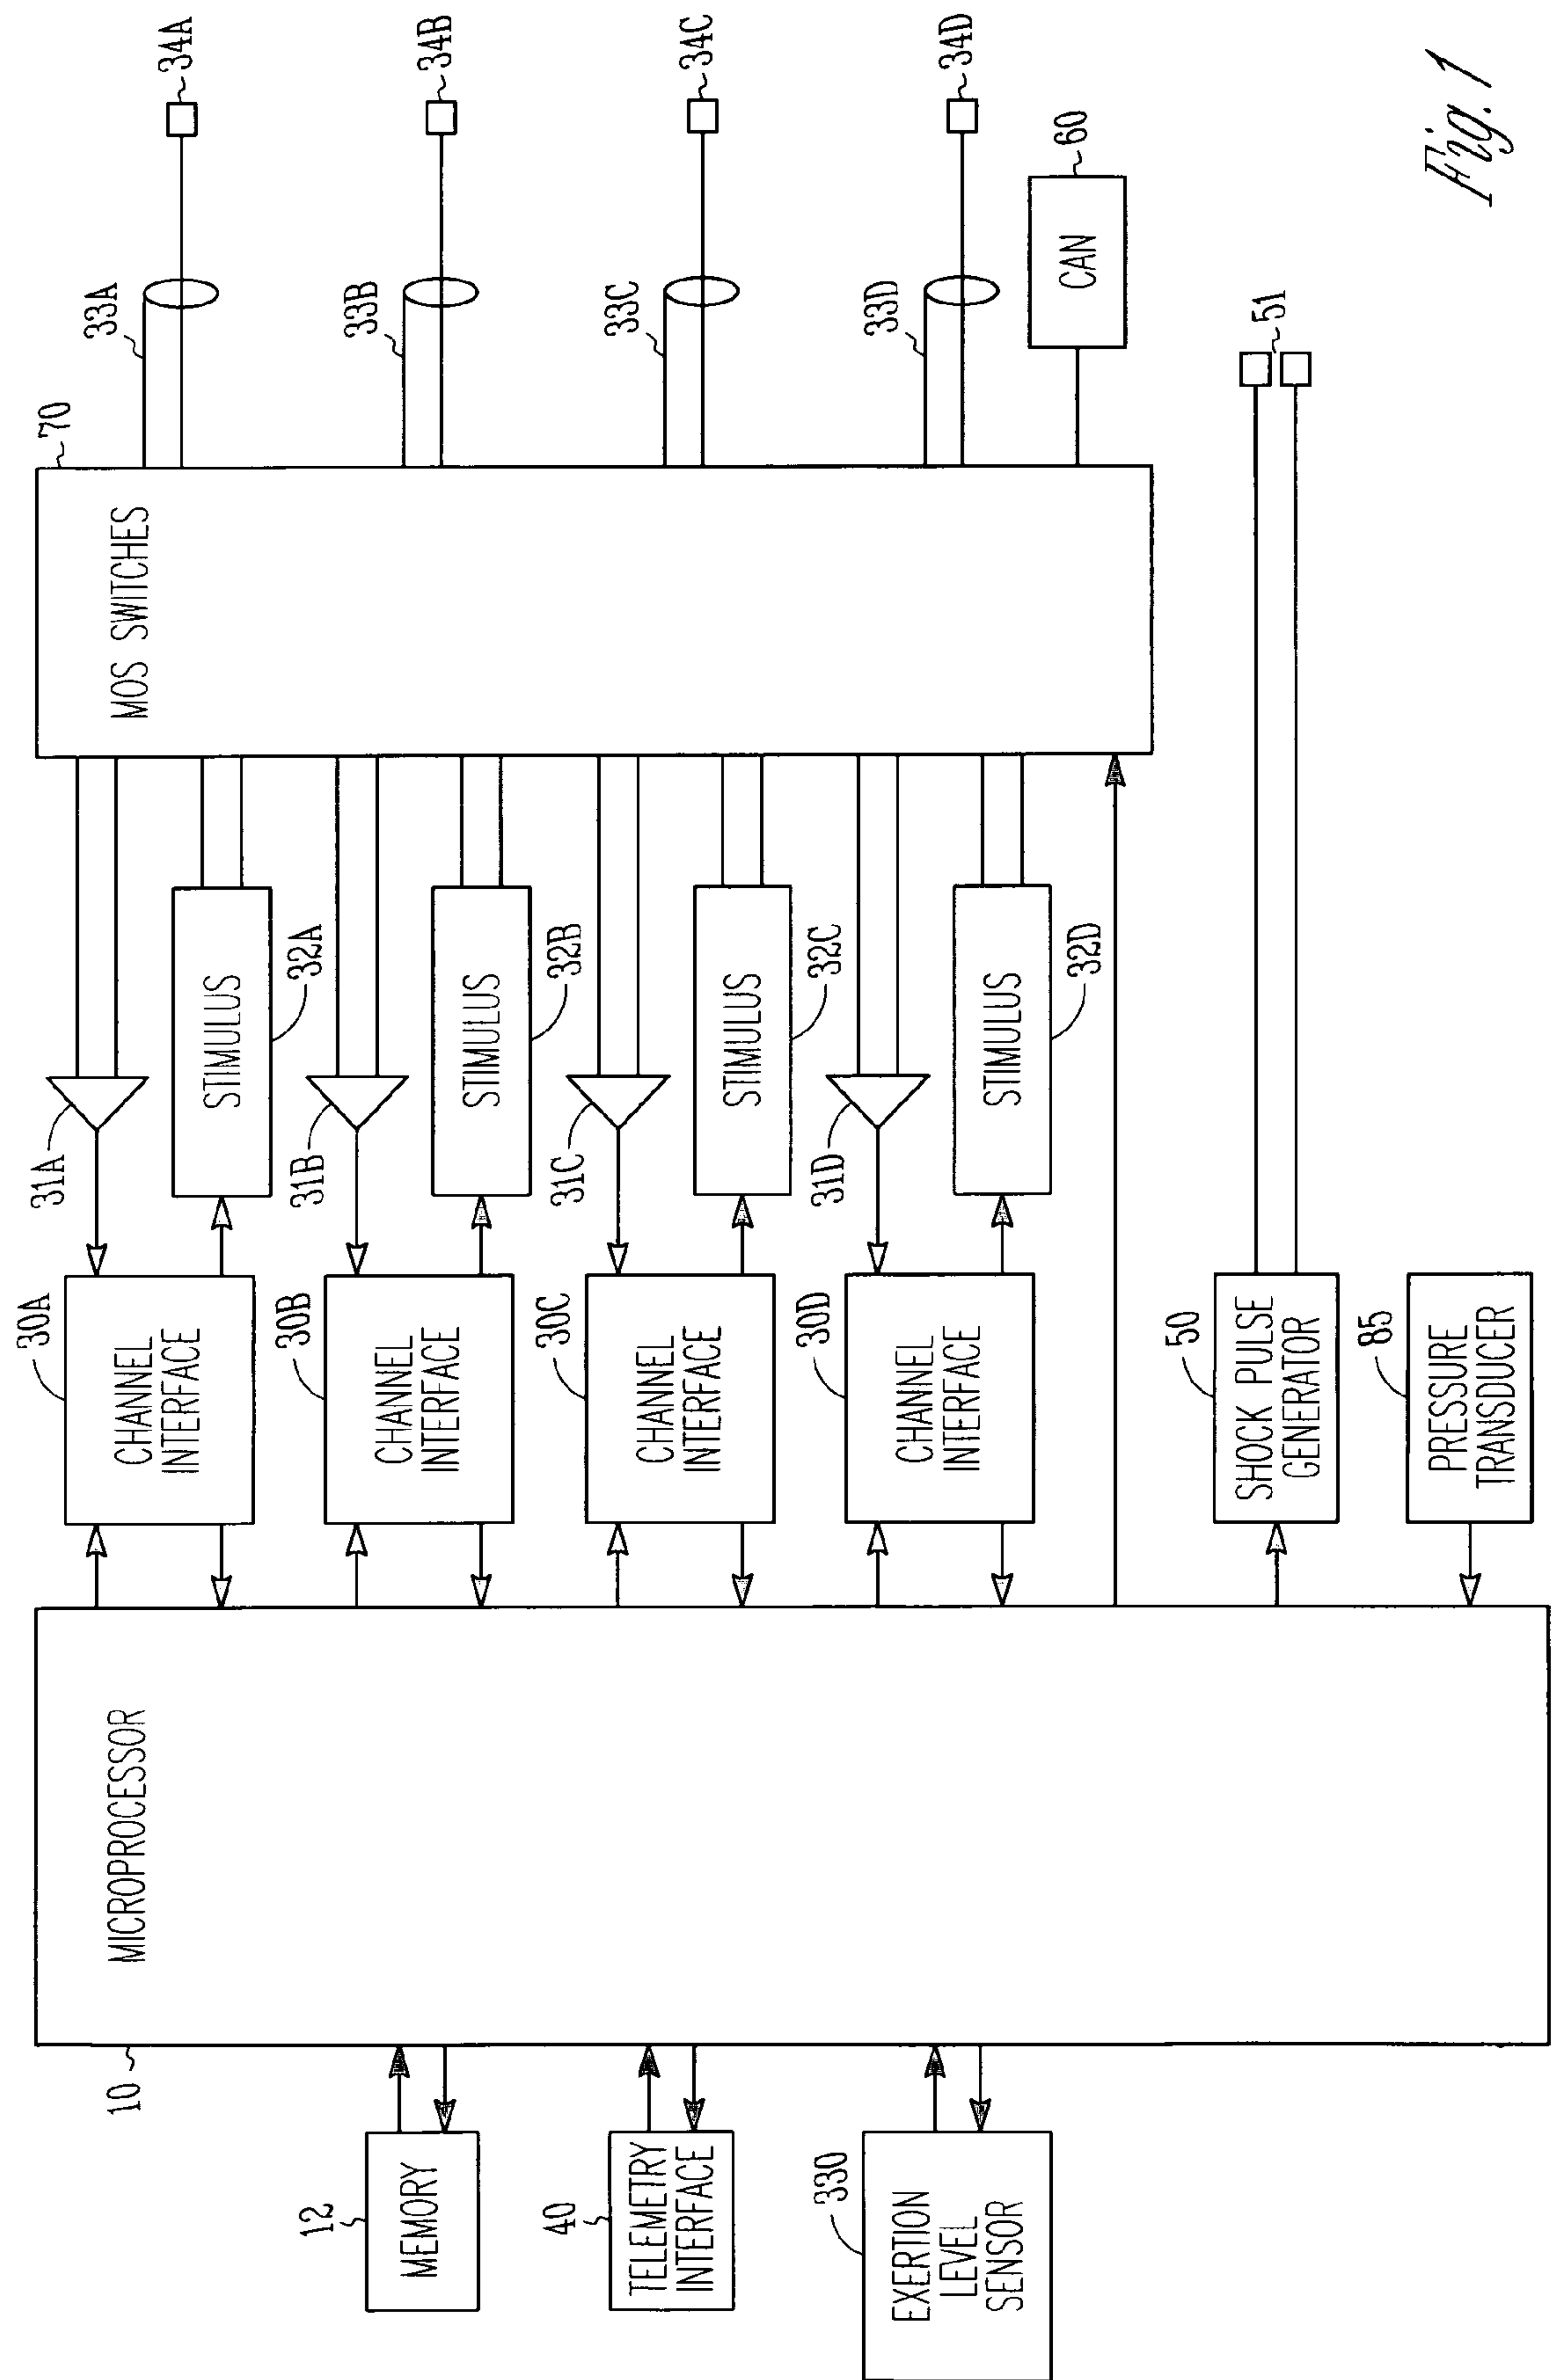 10
MICROPROCESSOR
12
MEMORY
40
TELEMETRY
INTERFACE
330
EXERTION
LEVEL
SENSOR
30A
CHANNEL
INTERFACE
31A
STIMULUS
32A
30B
CHANNEL
INTERFACE
31B
STIMULUS
32B
30C
CHANNEL
INTERFACE
31C
STIMULUS
32C
30D
CHANNEL
INTERFACE
31D
STIMULUS
32D
50
SHOCK PULSE
GENERATOR
85
PRESSURE
TRANSDUCER
MOS SWITCHES
70
33A
34A
33B
34B
33C
34C
33D
34D
CAN
60
51
Fig. 1